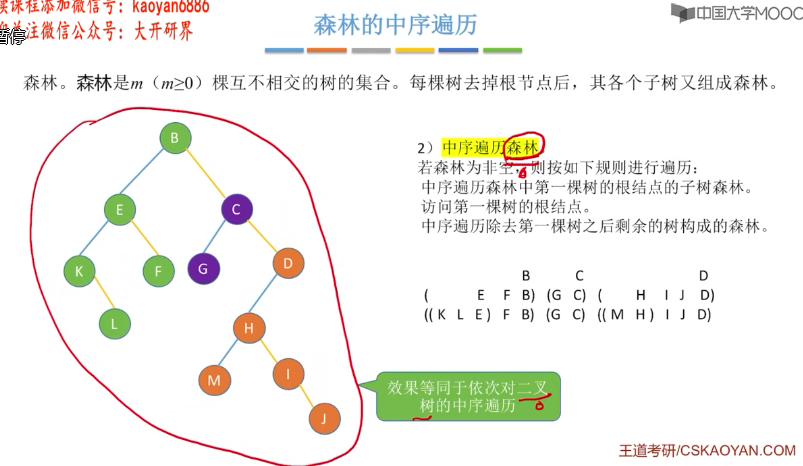 读课程添加微信号：kaoyan6886
关注微信公众号：大开研界
暂停
森林的中序遍历
中国大学MOOC
森林。森林是m（m≥0）棵互不相交的树的集合。每棵树去掉根节点后，其各个子树又组成森林。
2）中序遍历森林
若森林为非空，则按如下规则进行遍历：
中序遍历森林中第一棵树的根结点的子树森林。
访问第一棵树的根结点。
中序遍历除去第一棵树之后剩余的树构成的森林。
B
E C
K F G D
L H
M I
J
B C D
( E F B) (G C) ( H I J D)
((K L E) F B) (G C) ((M H) I J D)
效果等同于依次对二叉
树的中序遍历
王道考研/CSKAOYAN.COM